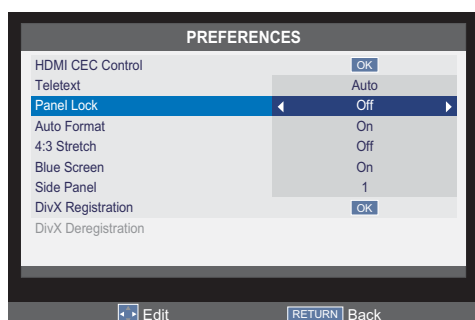 PREFERENCES
HDMI CEC Control OK
Teletext Auto
Panel Lock Off
Auto Format On
4:3 Stretch Off
Blue Screen On
Side Panel 1
DivX Registration OK
DivX Deregistration
Edit RETURN Back